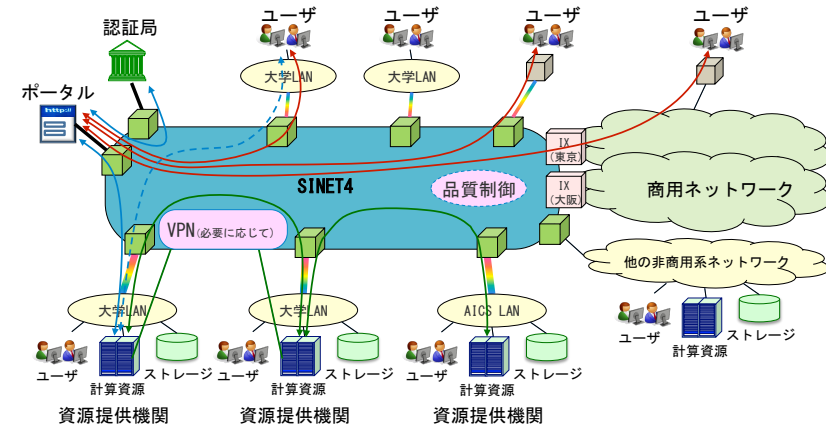 ユーザ
ユーザ
ユーザ
ユーザ
認証局
大学LAN
大学LAN
ポータル
http://
IX
(東京)
SINET4
品質制御
IX
(大阪)
商用ネットワーク
VPN(必要に応じて)
他の非商用系ネットワーク
大学LAN
大学LAN
AICS LAN
ユーザ
計算資源
ストレージ
ユーザ
計算資源
ストレージ
ユーザ
計算資源
ストレージ
ユーザ
計算資源
ストレージ
資源提供機関
資源提供機関
資源提供機関